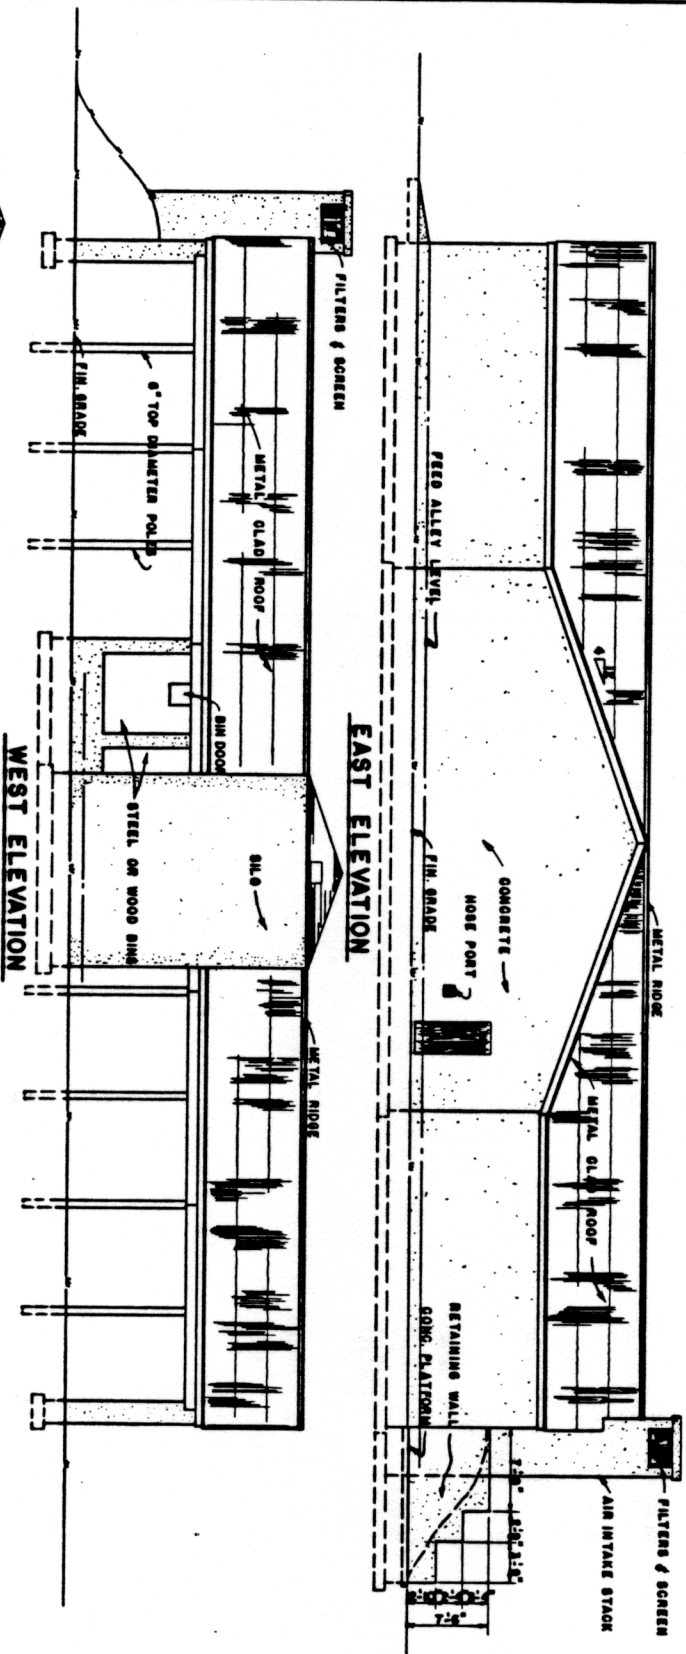 FILTERS & SCREEN
AIR INTAKE STACK
METAL RIDGE
METAL CLAD ROOF
4
CONCRETE
HOSE PORT
FEED ALLEY LEVEL
FIN. GRADE
RETAINING WALL
CONC. PLATFORM
7'-6"
EAST ELEVATION
FILTERS & SCREEN
METAL CLAD ROOF
6" TOP DIAMETER POLES
FIN. GRADE
BIN DOOR
STEEL OR WOOD BINS
SILO
METAL RIDGE
WEST ELEVATION